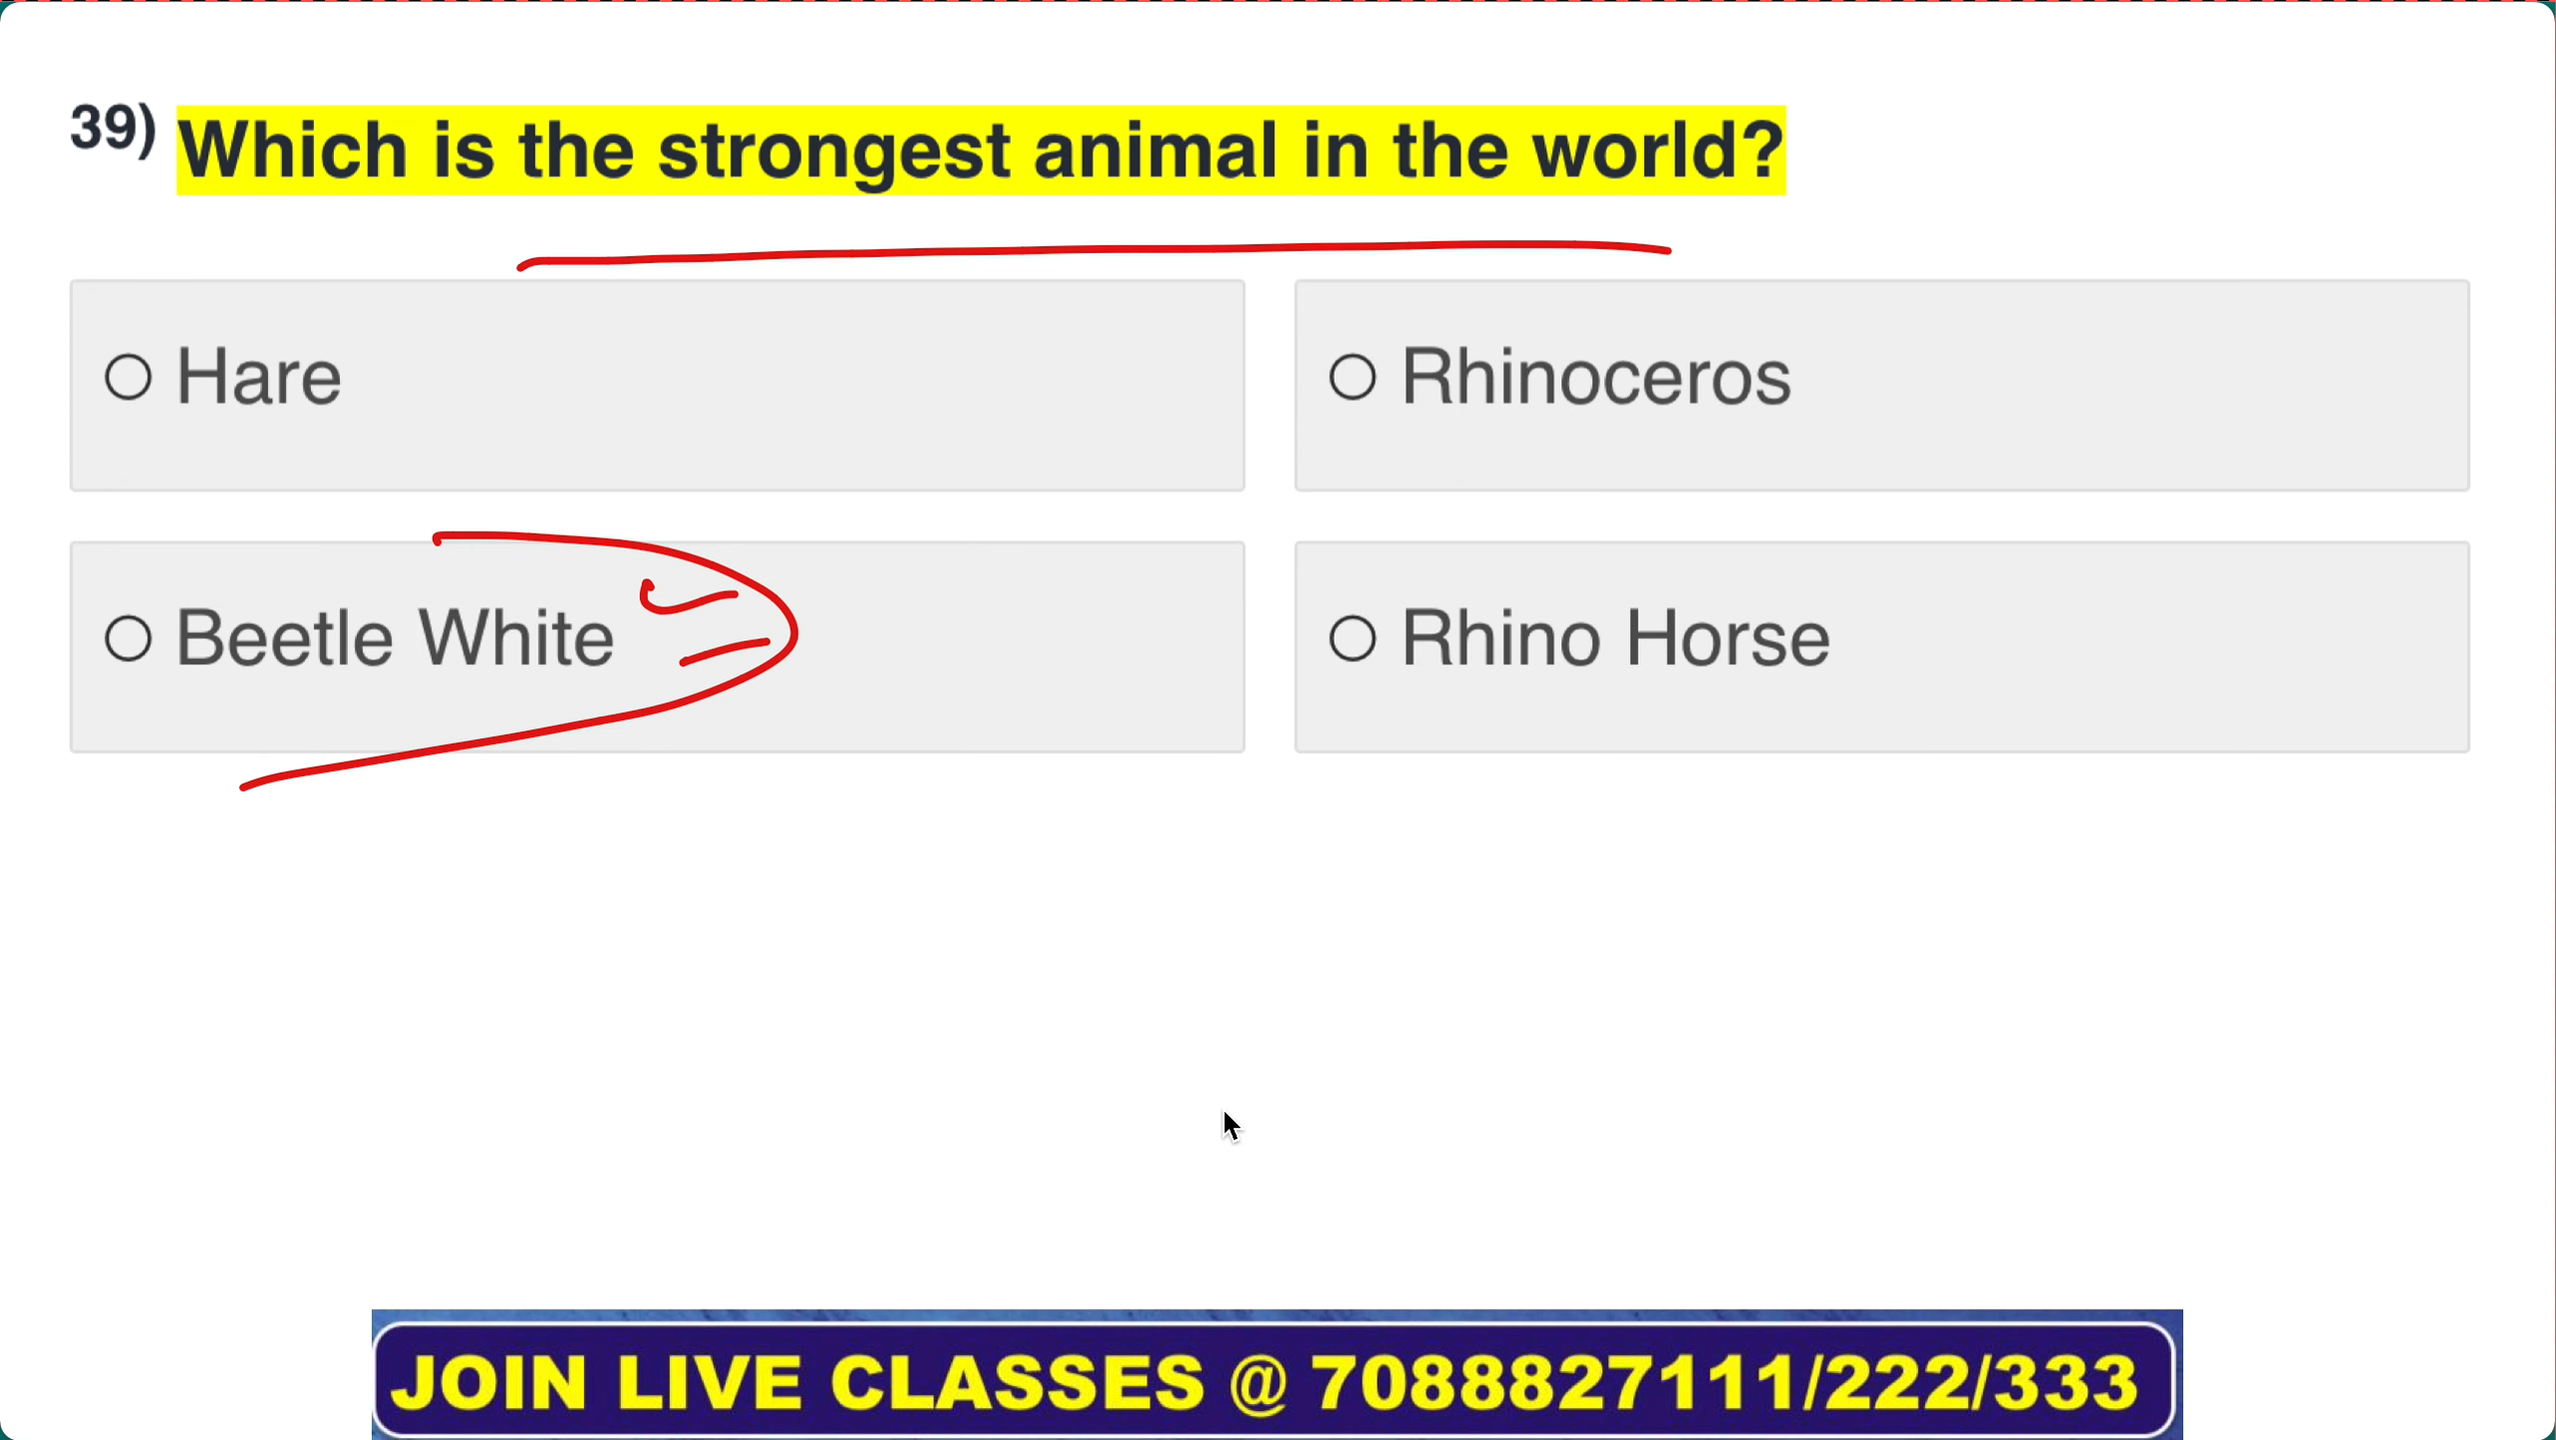 39) Which is the strongest animal in the world?
Hare
Rhinoceros
Beetle White
Rhino Horse
JOIN LIVE CLASSES @ 7088827111/222/333